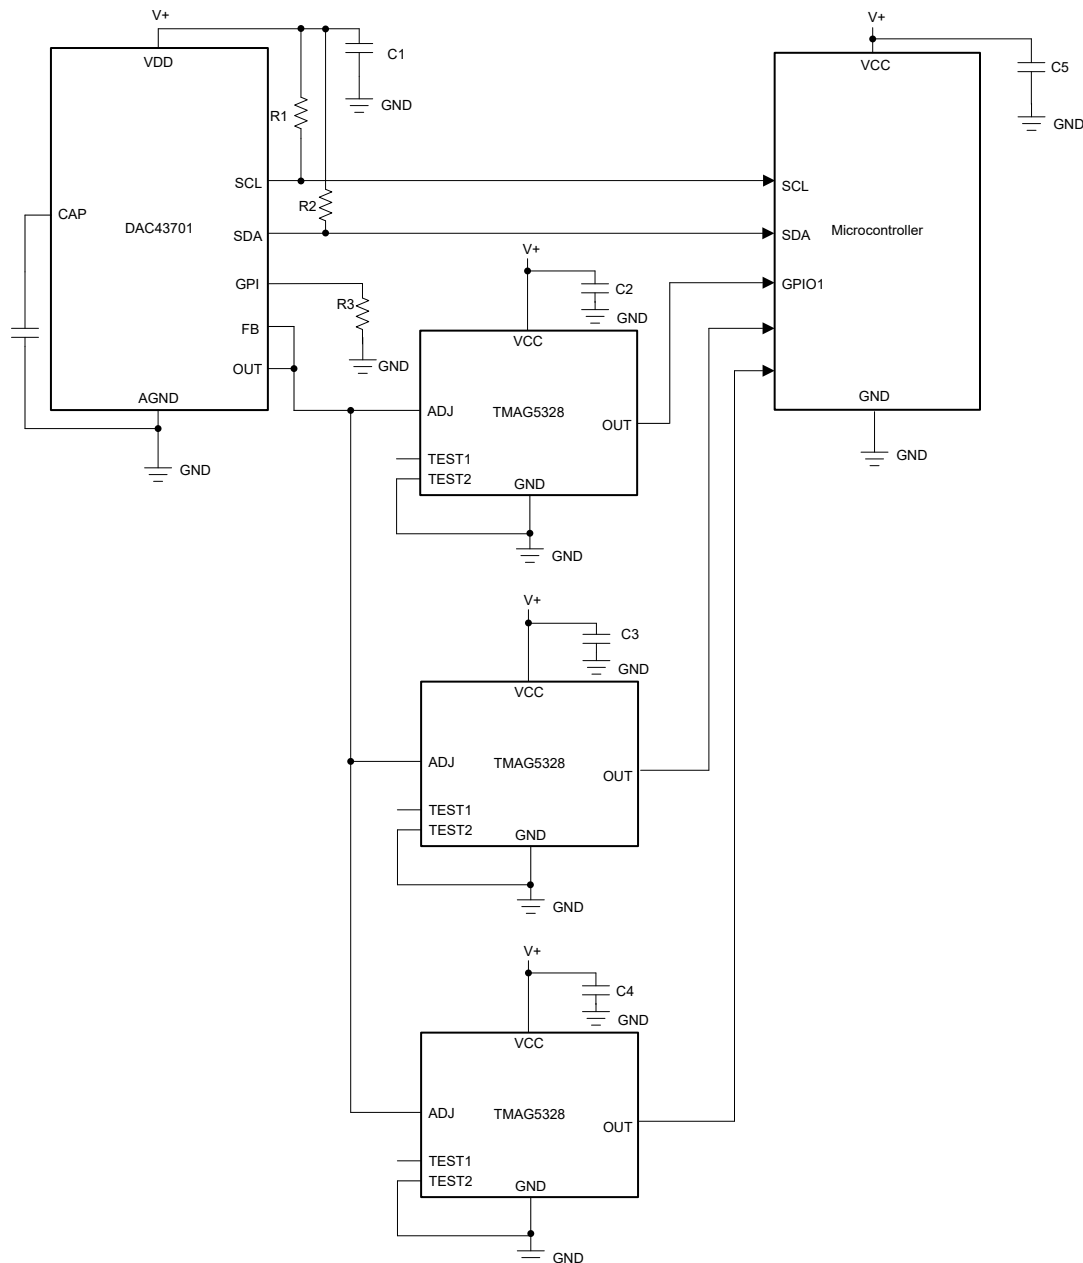 V+
V+
C1
VDD
VCC
C5
GND
GND
R1
SCL
SCL
CAP
DAC43701
R2
SDA
SDA
Microcontroller
V+
GPI
GPIO1
C2
R3
GND
FB
VCC
OUT
GND
AGND
GND
ADJ
TMAG5328
OUT
GND
TEST1
GND
TEST2
GND
GND
V+
C3
GND
VCC
ADJ
TMAG5328
OUT
TEST1
TEST2
GND
GND
V+
C4
GND
VCC
ADJ
TMAG5328
OUT
TEST1
TEST2
GND
GND